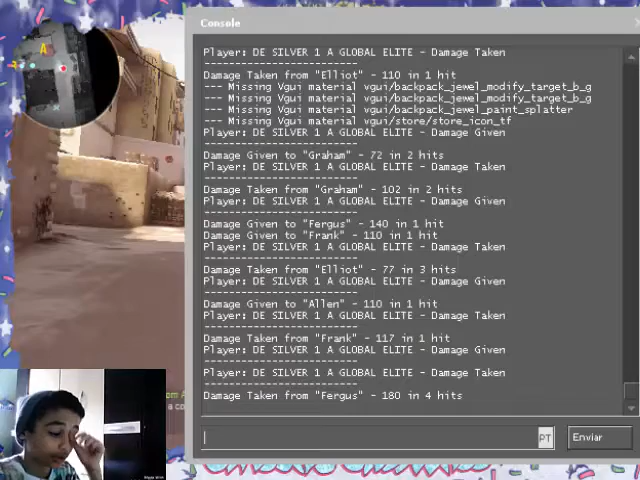 Console
Player: DE SILVER 1 A GLOBAL ELITE - Damage Taken
-------------------------
Damage Taken from "Elliot" - 110 in 1 hit
--- Missing Vgui material vgui/backpack_jewel_modify_target_b_g
--- Missing Vgui material vgui/backpack_jewel_modify_target_b_g
--- Missing Vgui material vgui/backpack_jewel_paint_splatter
--- Missing Vgui material vgui/store/store_icon_tf
Player: DE SILVER 1 A GLOBAL ELITE - Damage Given
-------------------------
Damage Given to "Graham" - 72 in 2 hits
Player: DE SILVER 1 A GLOBAL ELITE - Damage Taken
-------------------------
Damage Taken from "Graham" - 102 in 2 hits
Player: DE SILVER 1 A GLOBAL ELITE - Damage Given
-------------------------
Damage Given to "Fergus" - 140 in 1 hit
Damage Given to "Frank" - 110 in 1 hit
Player: DE SILVER 1 A GLOBAL ELITE - Damage Taken
-------------------------
Damage Taken from "Elliot" - 77 in 3 hits
Player: DE SILVER 1 A GLOBAL ELITE - Damage Given
-------------------------
Damage Given to "Allen" - 110 in 1 hit
Player: DE SILVER 1 A GLOBAL ELITE - Damage Taken
-------------------------
Damage Taken from "Frank" - 117 in 1 hit
Player: DE SILVER 1 A GLOBAL ELITE - Damage Given
-------------------------
Player: DE SILVER 1 A GLOBAL ELITE - Damage Taken
-------------------------
Damage Taken from "Fergus" - 180 in 4 hits
PT
Enviar
A